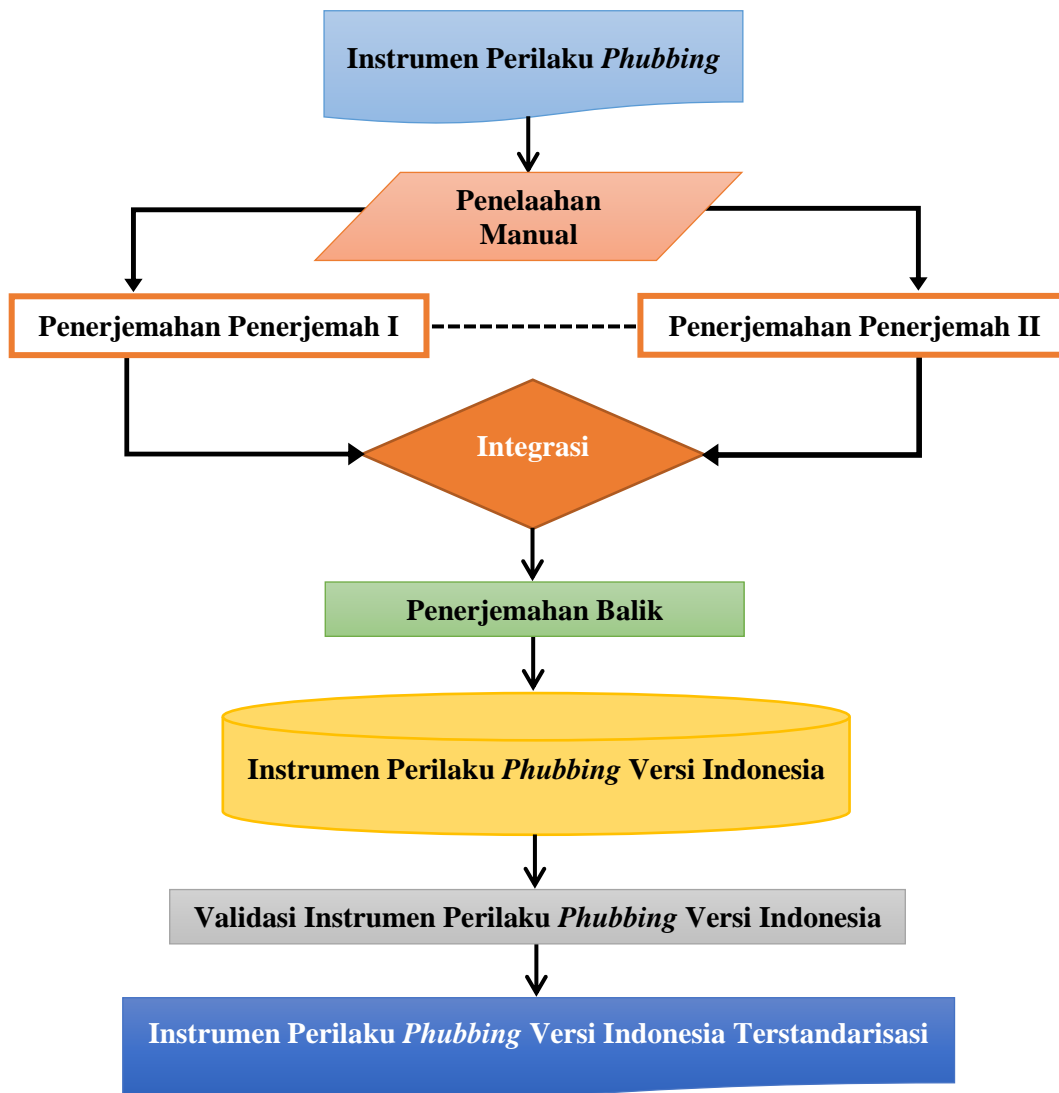 Instrumen Perilaku Phubbing
Penelaahan
Manual
Penerjemahan Penerjemah I
Penerjemahan Penerjemah II
Integrasi
Penerjemahan Balik
Instrumen Perilaku Phubbing Versi Indonesia
Validasi Instrumen Perilaku Phubbing Versi Indonesia
Instrumen Perilaku Phubbing Versi Indonesia Terstandarisasi